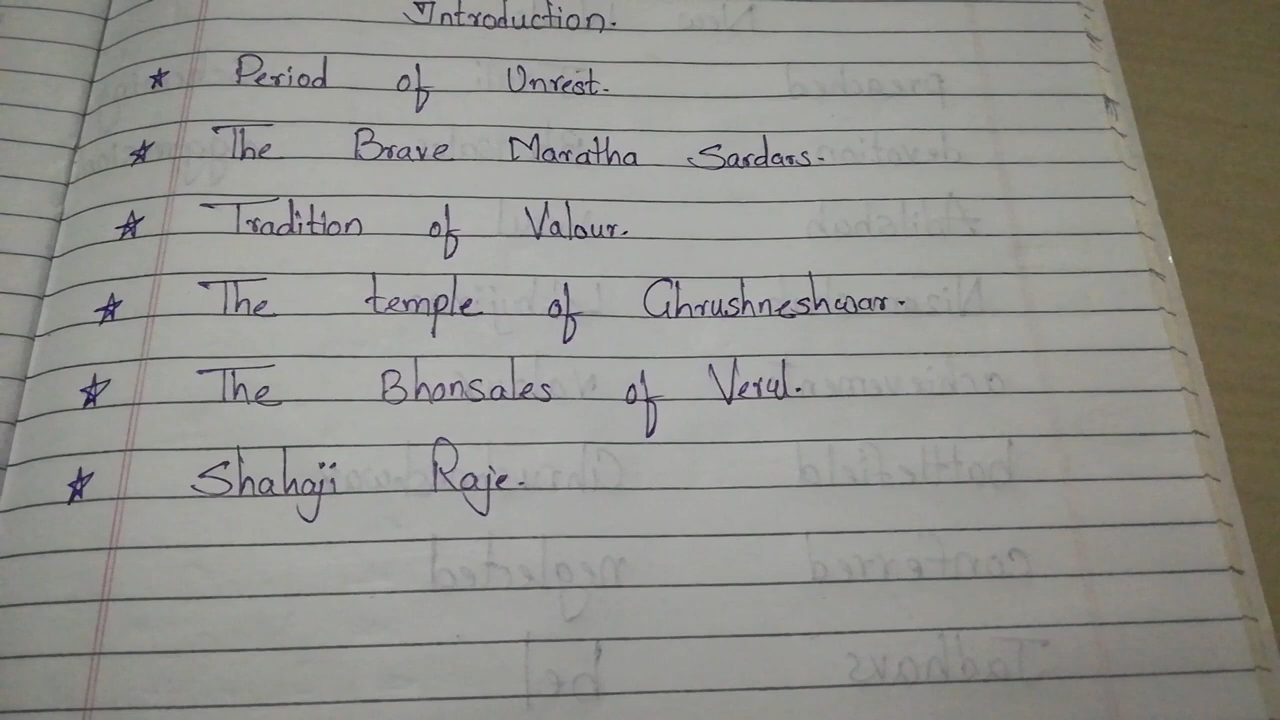 Introduction.
☆ Period of Unrest.
☆ The Brave Maratha Sardars.
☆ Tradition of Valour.
☆ The temple of Ghrushneshwar.
☆ The Bhonsales of Verul.
☆ Shahaji Raje.